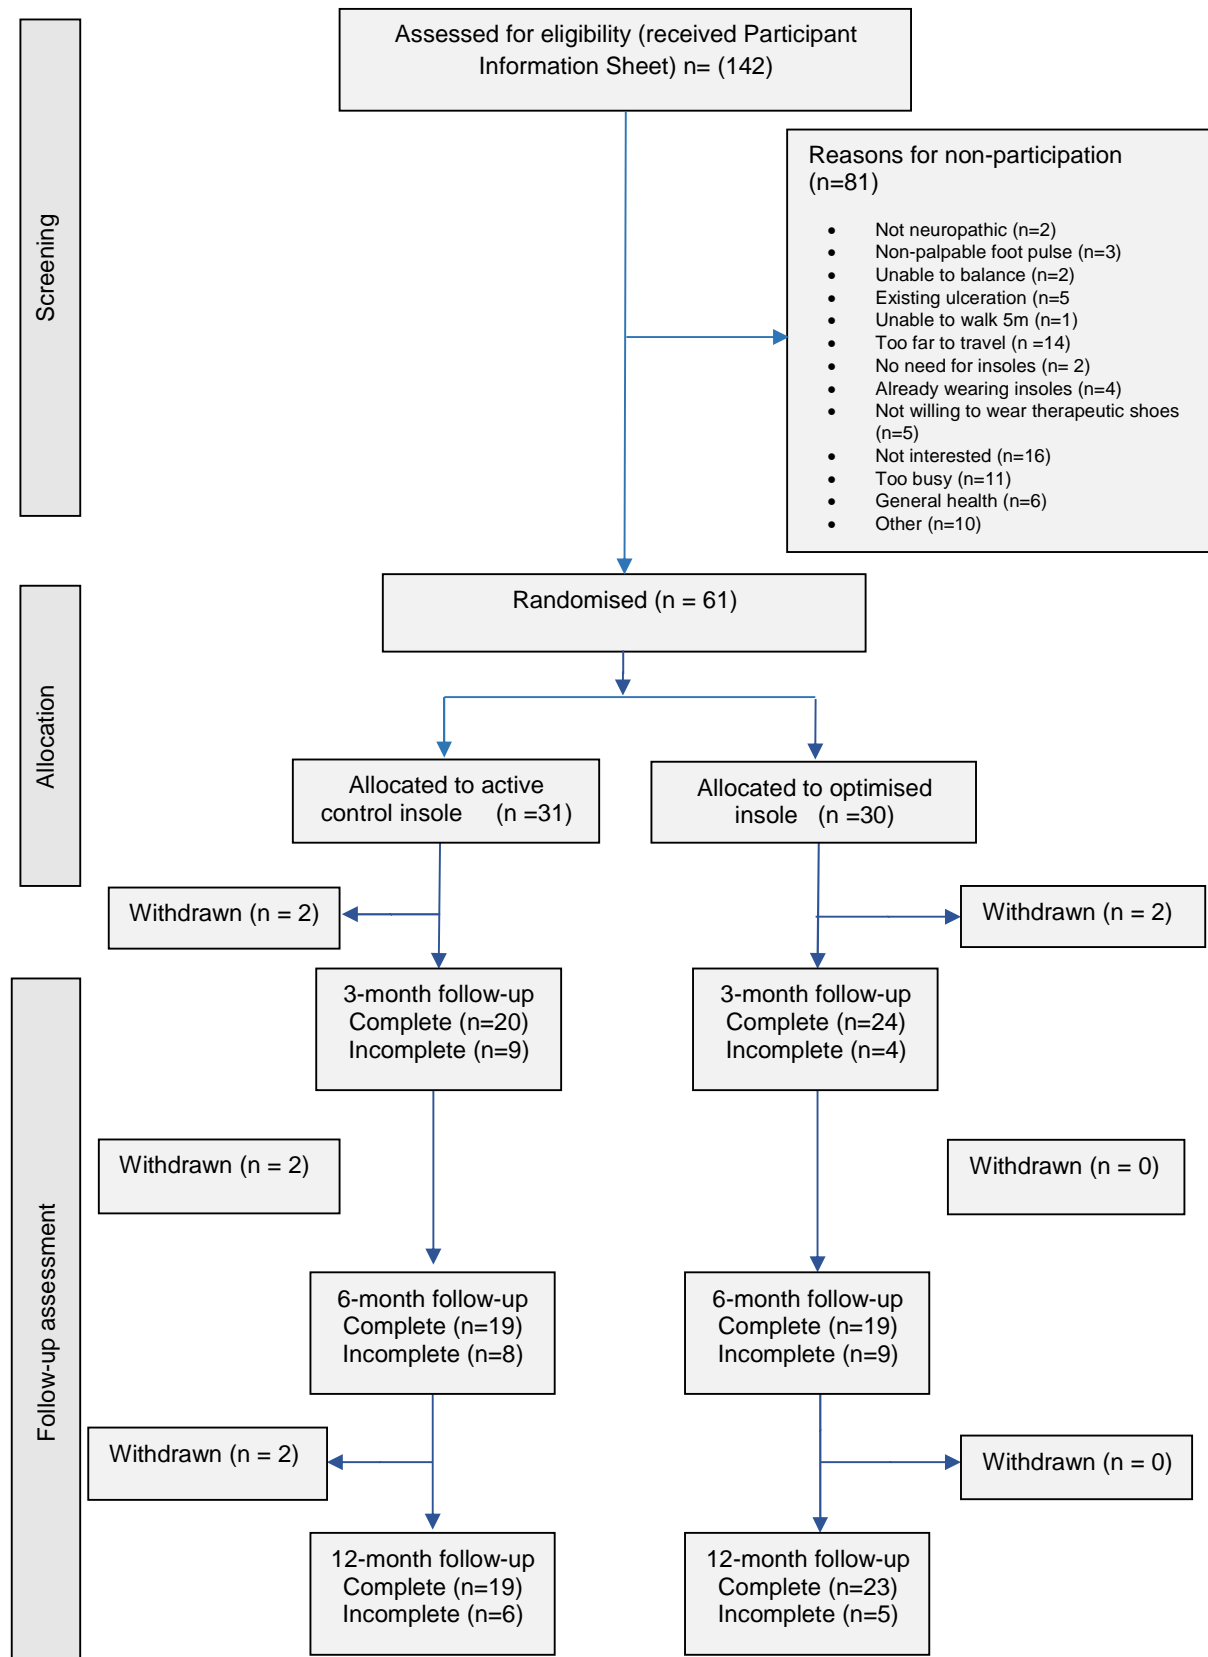 Screening
Assessed for eligibility (received Participant
Information Sheet) n= (142)
Reasons for non-participation
(n=81)
• Not neuropathic (n=2)
• Non-palpable foot pulse (n=3)
• Unable to balance (n=2)
• Existing ulceration (n=5
• Unable to walk 5m (n=1)
• Too far to travel (n =14)
• No need for insoles (n= 2)
• Already wearing insoles (n=4)
• Not willing to wear therapeutic shoes
(n=5)
• Not interested (n=16)
• Too busy (n=11)
• General health (n=6)
• Other (n=10)
Allocation
Randomised (n = 61)
Allocated to active
control insole (n =31)
Allocated to optimised
insole (n =30)
Withdrawn (n = 2)
Withdrawn (n = 2)
Follow-up assessment
3-month follow-up
Complete (n=20)
Incomplete (n=9)
3-month follow-up
Complete (n=24)
Incomplete (n=4)
Withdrawn (n = 2)
Withdrawn (n = 0)
6-month follow-up
Complete (n=19)
Incomplete (n=8)
6-month follow-up
Complete (n=19)
Incomplete (n=9)
Withdrawn (n = 2)
Withdrawn (n = 0)
12-month follow-up
Complete (n=19)
Incomplete (n=6)
12-month follow-up
Complete (n=23)
Incomplete (n=5)